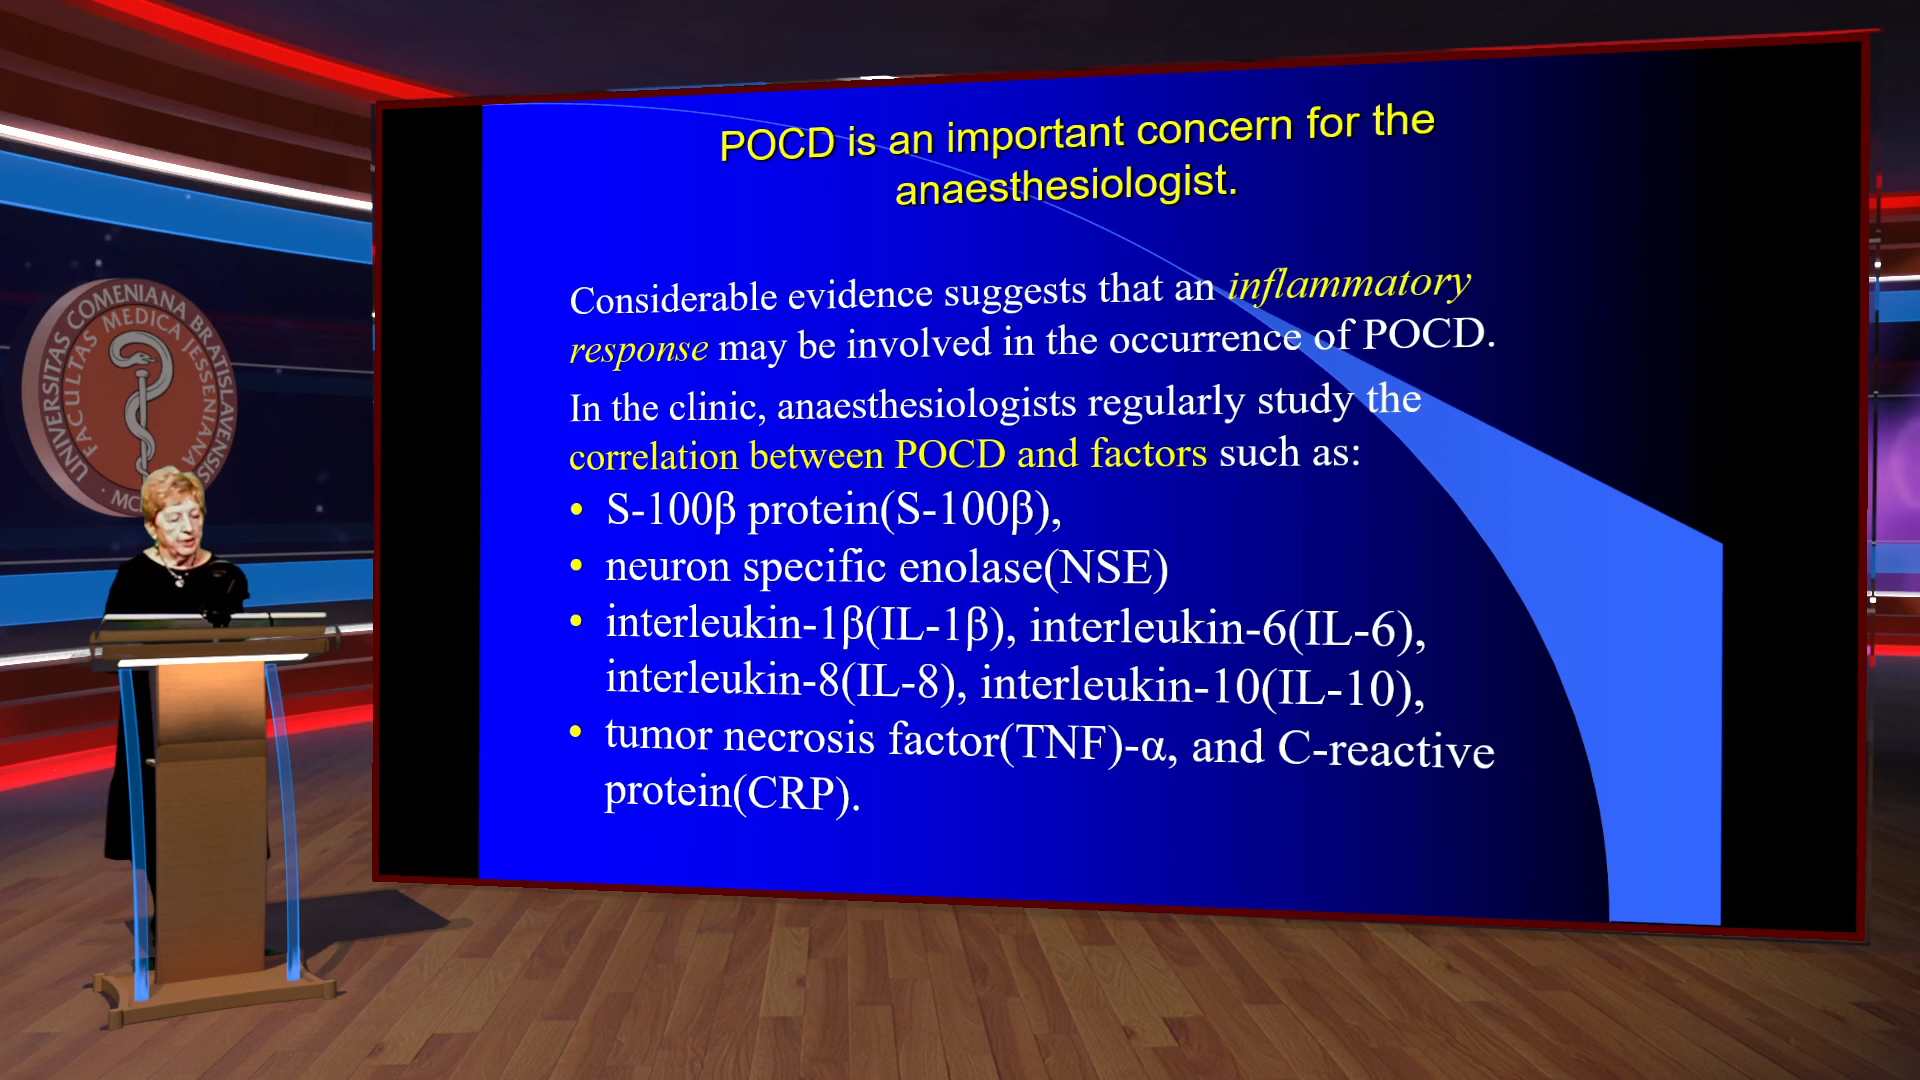 POCD is an important concern for the
anaesthesiologist.
Considerable evidence suggests that an inflammatory
response may be involved in the occurrence of POCD.
In the clinic, anaesthesiologists regularly study the
correlation between POCD and factors such as:
• S-100β protein(S-100β),
• neuron specific enolase(NSE)
• interleukin-1β(IL-1β), interleukin-6(IL-6),
interleukin-8(IL-8), interleukin-10(IL-10),
• tumor necrosis factor(TNF)-α, and C-reactive
protein(CRP).
UNIVERSITAS COMENIANA BRATISLAVENSIS
FACULTAS MEDICA JESSENIANA